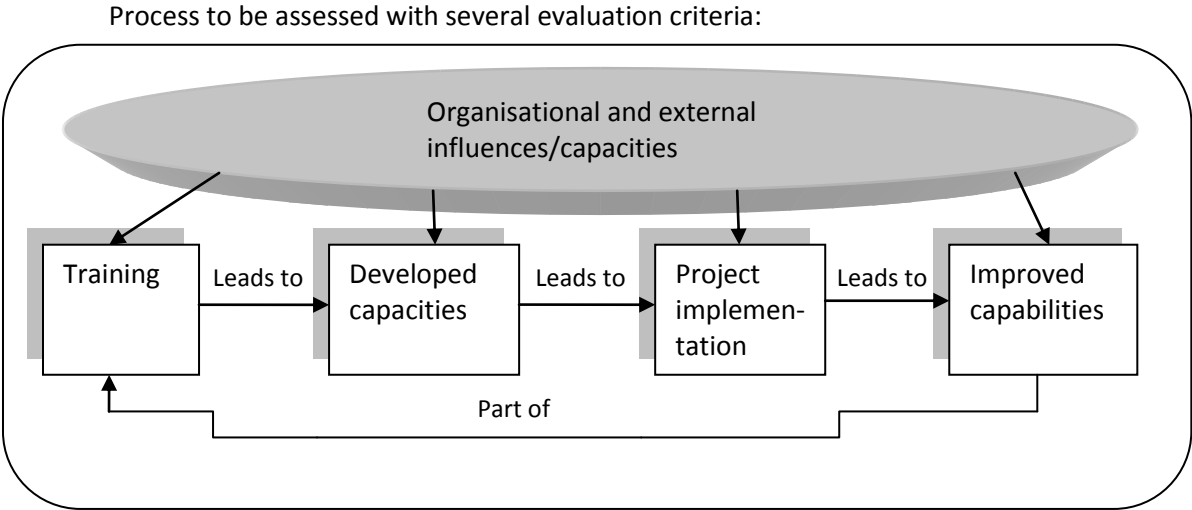 Process to be assessed with several evaluation criteria:
Organisational and external
influences/capacities
Training
Leads to
Developed
capacities
Leads to
Project
implemen-
tation
Leads to
Improved
capabilities
Part of